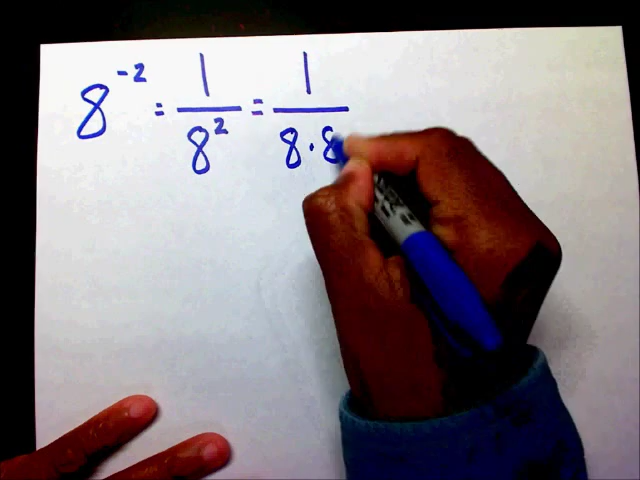 8⁻² = 1/8² = 1/8·8